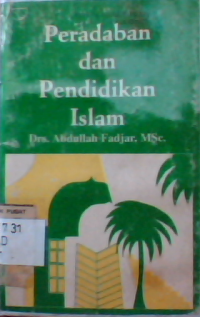 Peradaban
dan
Pendidikan
Islam
Drs. Abdullah Fadjar, MSc.